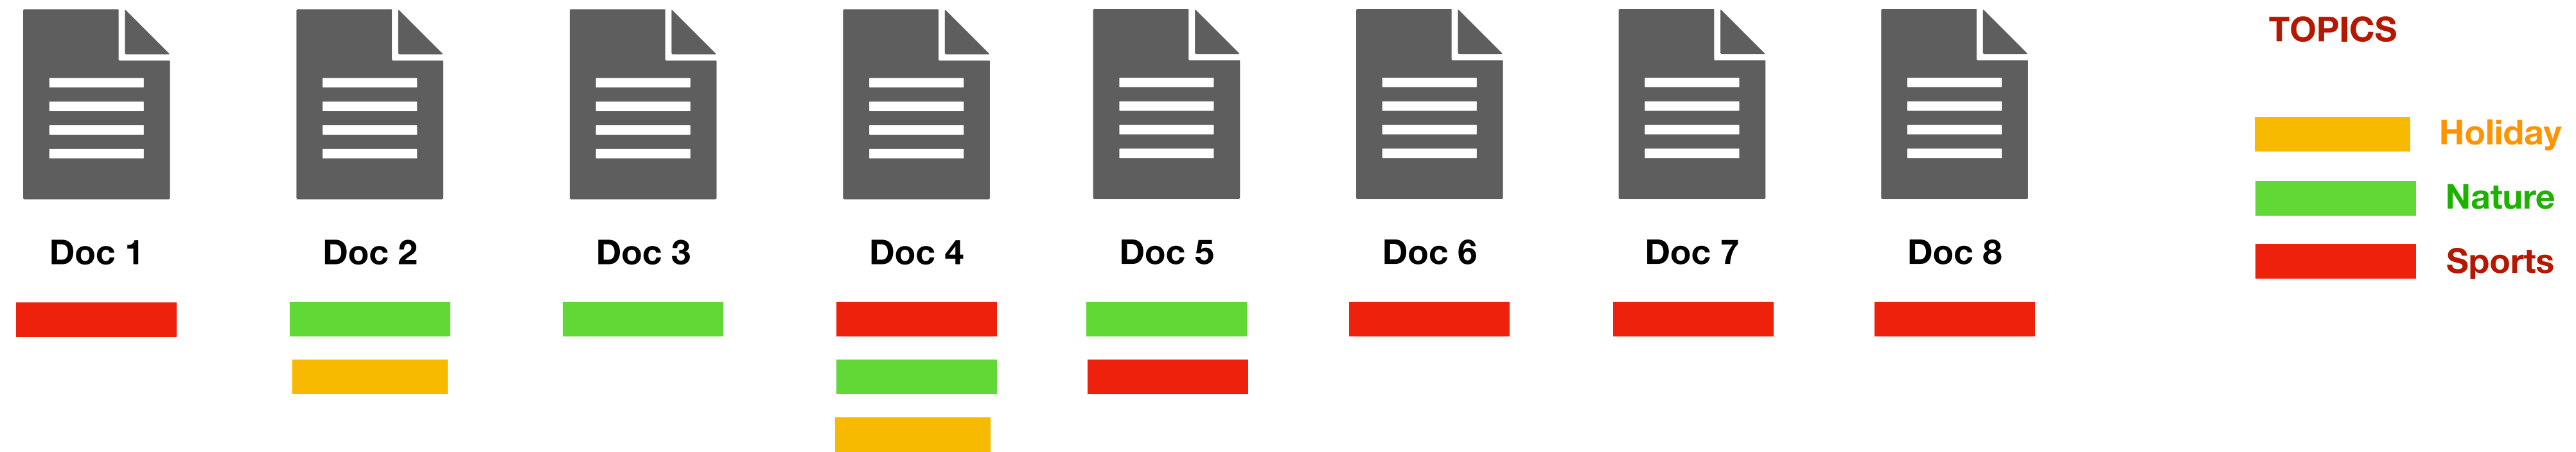 TOPICS
Holiday
Nature
Sports
Doc 1
Doc 2
Doc 3
Doc 4
Doc 5
Doc 6
Doc 7
Doc 8